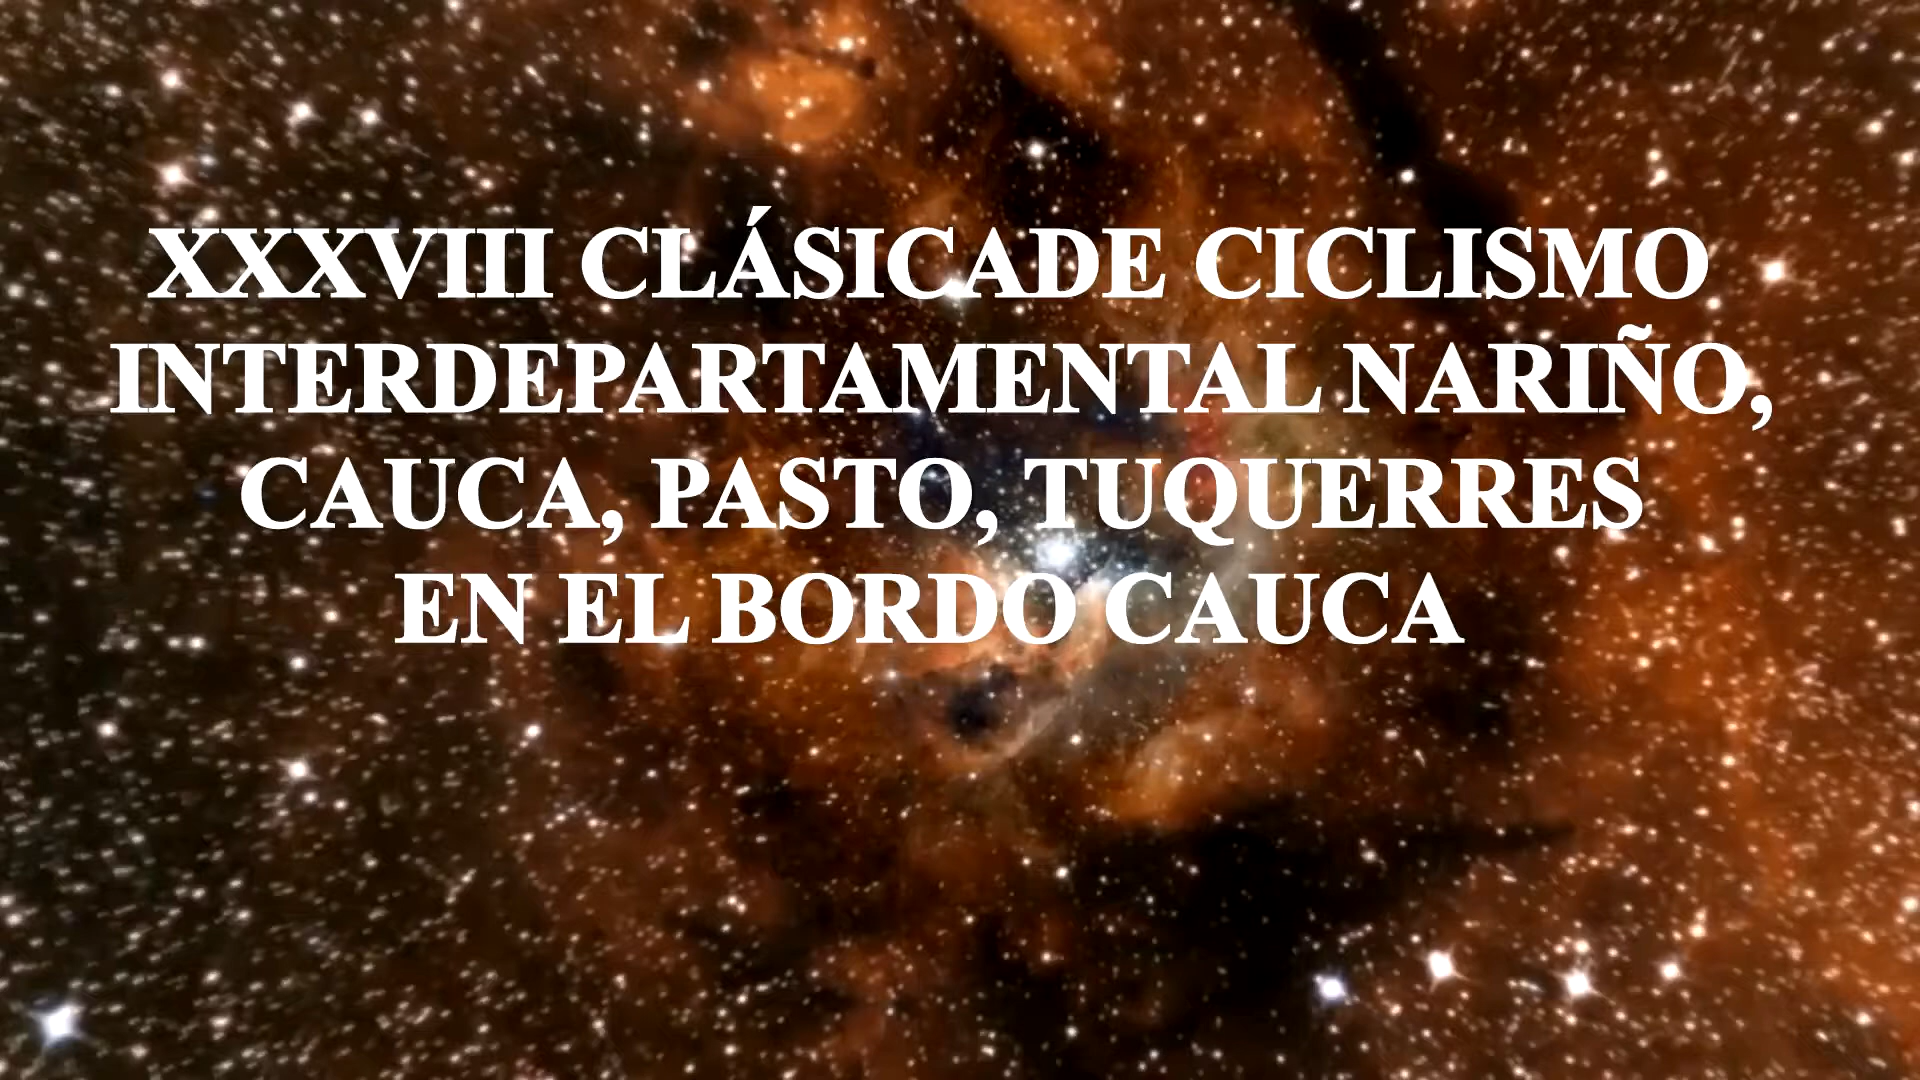 XXXVIII CLÁSICADE CICLISMO
INTERDEPARTAMENTAL NARIÑO,
CAUCA, PASTO, TUQUERRES
EN EL BORDO CAUCA